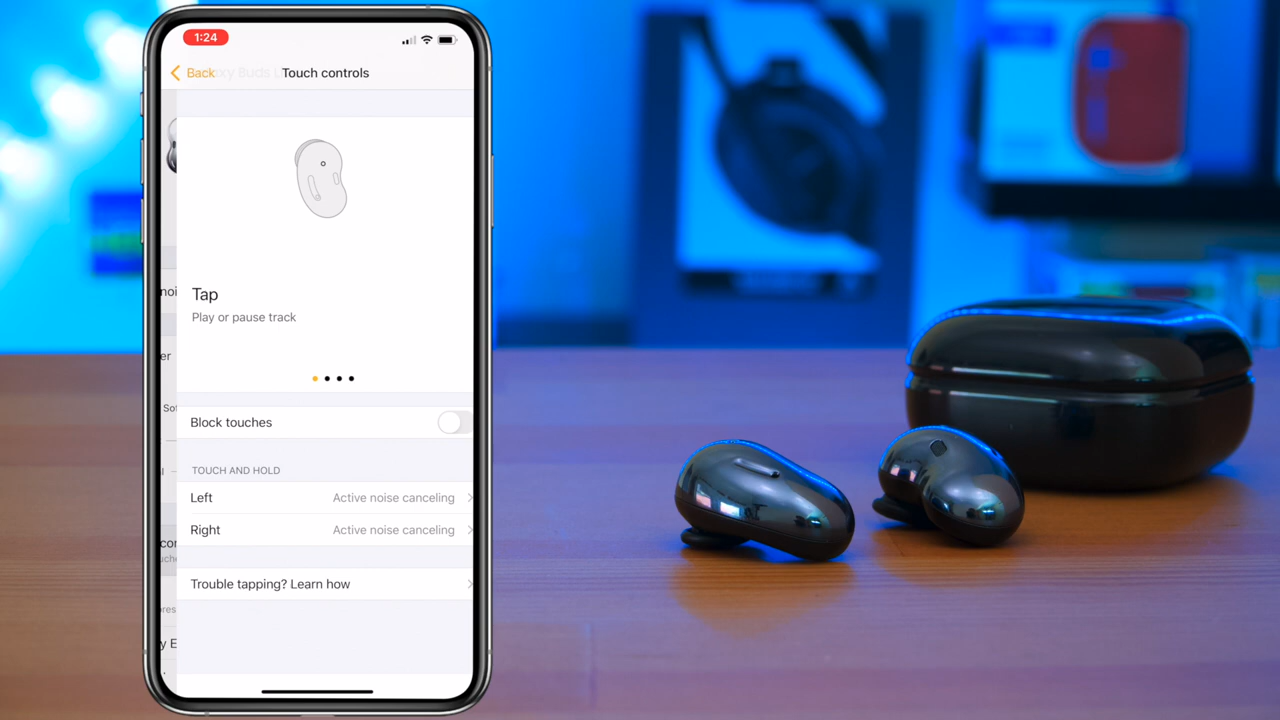 1:24
Back
Touch controls
Tap
Play or pause track
Block touches
TOUCH AND HOLD
Left Active noise canceling
Right Active noise canceling
Trouble tapping? Learn how